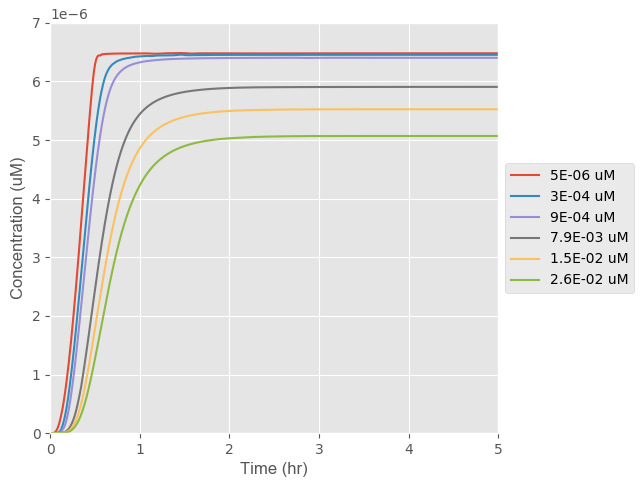 1e−6
7
6
5
4
3
2
1
0
Concentration (uM)
0 1 2 3 4 5
Time (hr)
5E-06 uM
3E-04 uM
9E-04 uM
7.9E-03 uM
1.5E-02 uM
2.6E-02 uM